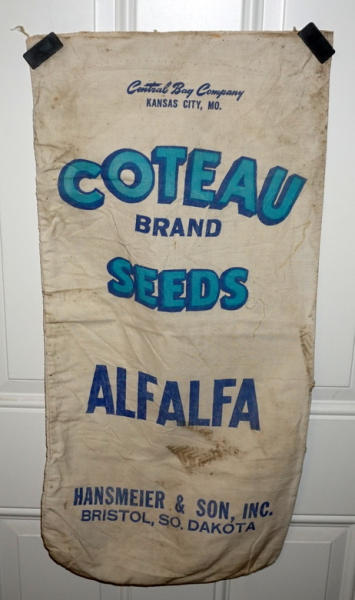 Central Bag Company
KANSAS CITY, MO.
COTEAU
BRAND
SEEDS
ALFALFA
HANSMEIER & SON, INC.
BRISTOL, SO. DAKOTA